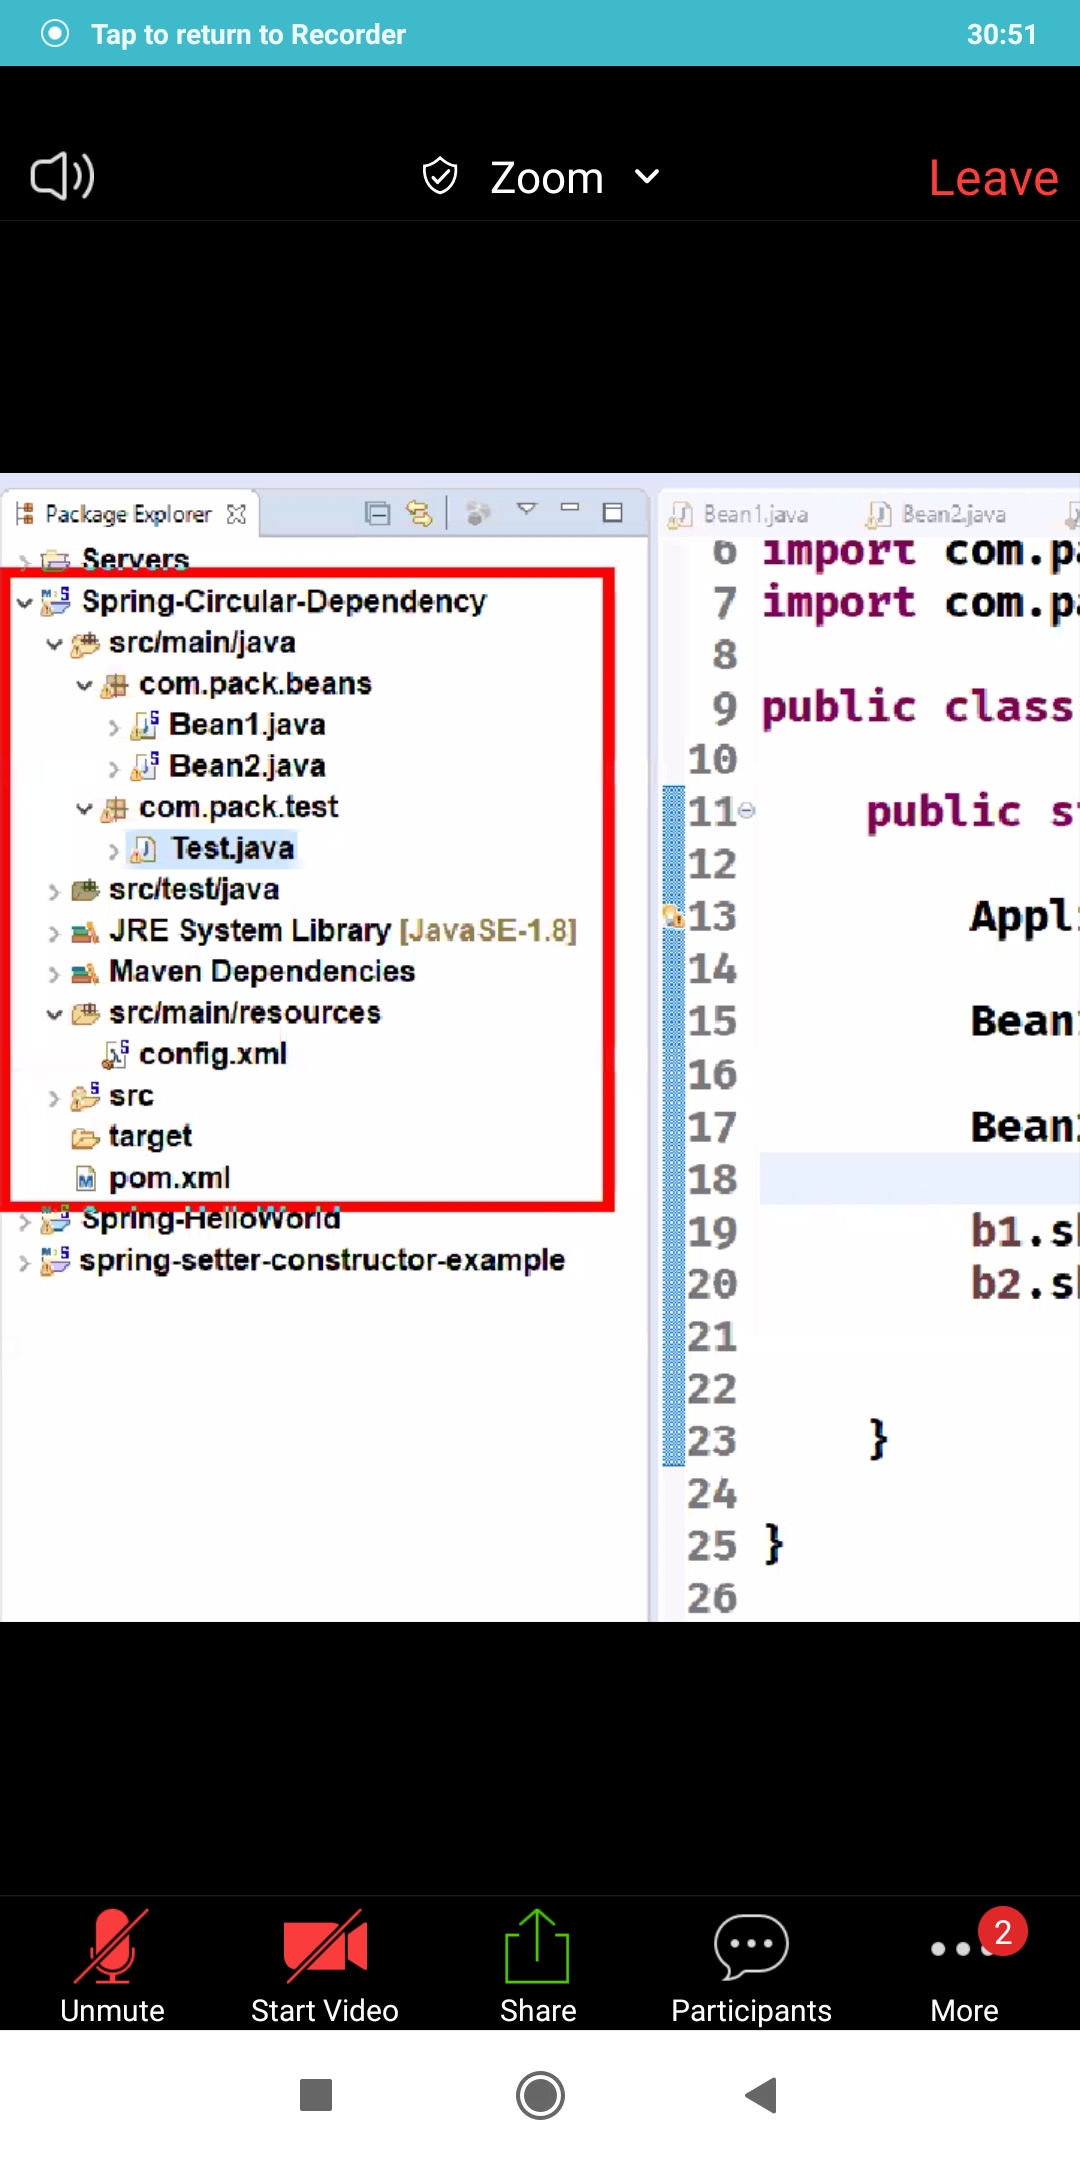 Tap to return to Recorder 30:51
Zoom Leave
Package Explorer
Servers
Spring-Circular-Dependency
src/main/java
com.pack.beans
Bean1.java
Bean2.java
com.pack.test
Test.java
src/test/java
JRE System Library [JavaSE-1.8]
Maven Dependencies
src/main/resources
config.xml
src
target
pom.xml
Spring-HelloWorld
spring-setter-constructor-example
Bean1.java Bean2.java
6 import com.pa
7 import com.pa
8
9 public class
10
11 public s
12
13 Appli
14
15 Bean
16
17 Bean
18
19 b1.s
20 b2.s
21
22
23 }
24
25 }
26
Unmute Start Video Share Participants More
2